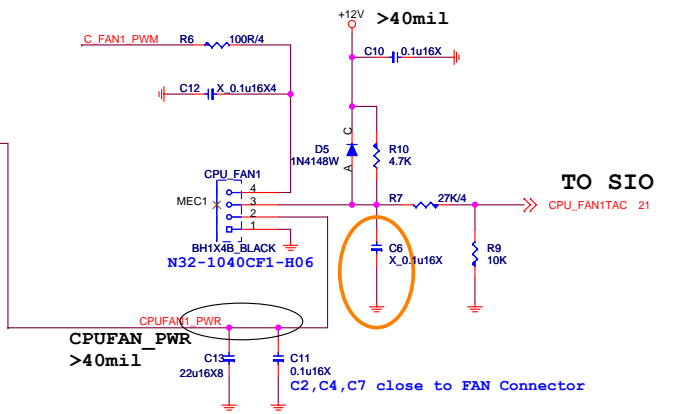 +12V >40mil
C_FAN1_PWM R6 100R/4
C10 0.1u16X
C12 X_0.1u16X4
C
D5
1N4148W
A
R10
4.7K
CPU_FAN1
MEC1
4
3
2
1
R7 27K/4
TO SIO
CPU_FAN1TAC 21
BH1X4B_BLACK
N32-1040CF1-H06
C6
X_0.1u16X
R9
10K
CPUFAN1_PWR
CPUFAN_PWR
>40mil
C13
22u16X8
C11
0.1u16X
C2,C4,C7 close to FAN Connector